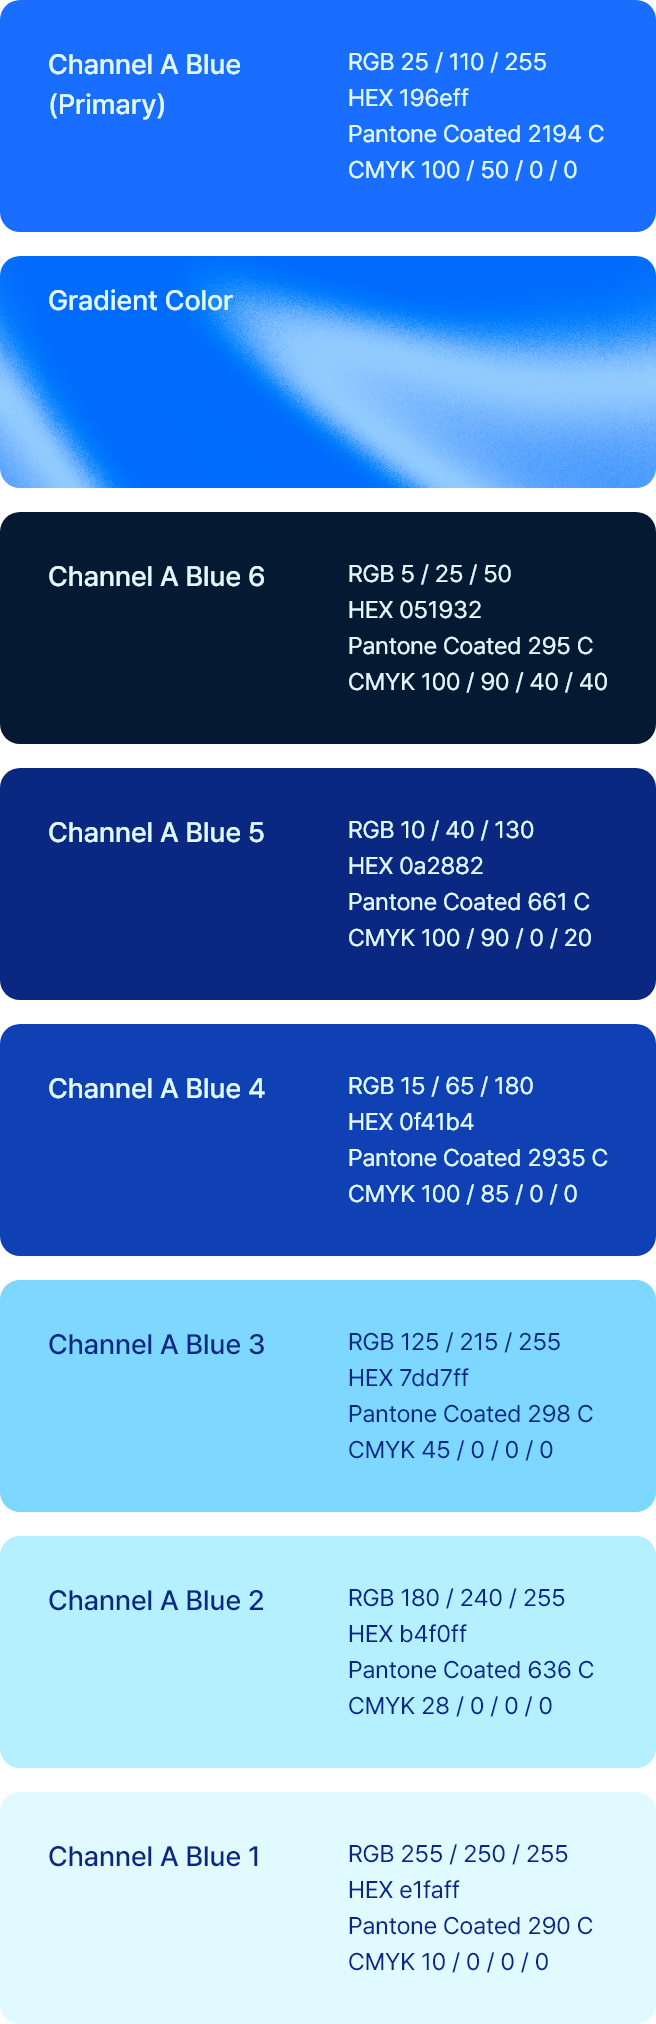 Channel A Blue
(Primary)
RGB 25 / 110 / 255
HEX 196eff
Pantone Coated 2194 C
CMYK 100 / 50 / 0 / 0
Gradient Color
Channel A Blue 6
RGB 5 / 25 / 50
HEX 051932
Pantone Coated 295 C
CMYK 100 / 90 / 40 / 40
Channel A Blue 5
RGB 10 / 40 / 130
HEX 0a2882
Pantone Coated 661 C
CMYK 100 / 90 / 0 / 20
Channel A Blue 4
RGB 15 / 65 / 180
HEX 0f41b4
Pantone Coated 2935 C
CMYK 100 / 85 / 0 / 0
Channel A Blue 3
RGB 125 / 215 / 255
HEX 7dd7ff
Pantone Coated 298 C
CMYK 45 / 0 / 0 / 0
Channel A Blue 2
RGB 180 / 240 / 255
HEX b4f0ff
Pantone Coated 636 C
CMYK 28 / 0 / 0 / 0
Channel A Blue 1
RGB 255 / 250 / 255
HEX e1faff
Pantone Coated 290 C
CMYK 10 / 0 / 0 / 0